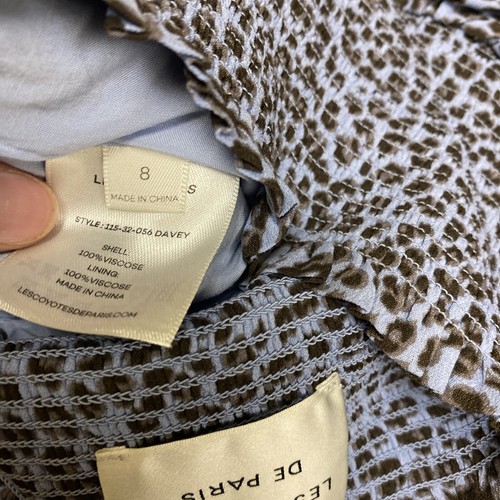 8
MADE IN CHINA
L S
STYLE: 115-32-056 DAVEY
SHELL
100%VISCOSE
LINING:
100%VISCOSE
MADE IN CHINA
LESCOYOTESDEPARIS.COM
LES
DE PARIS